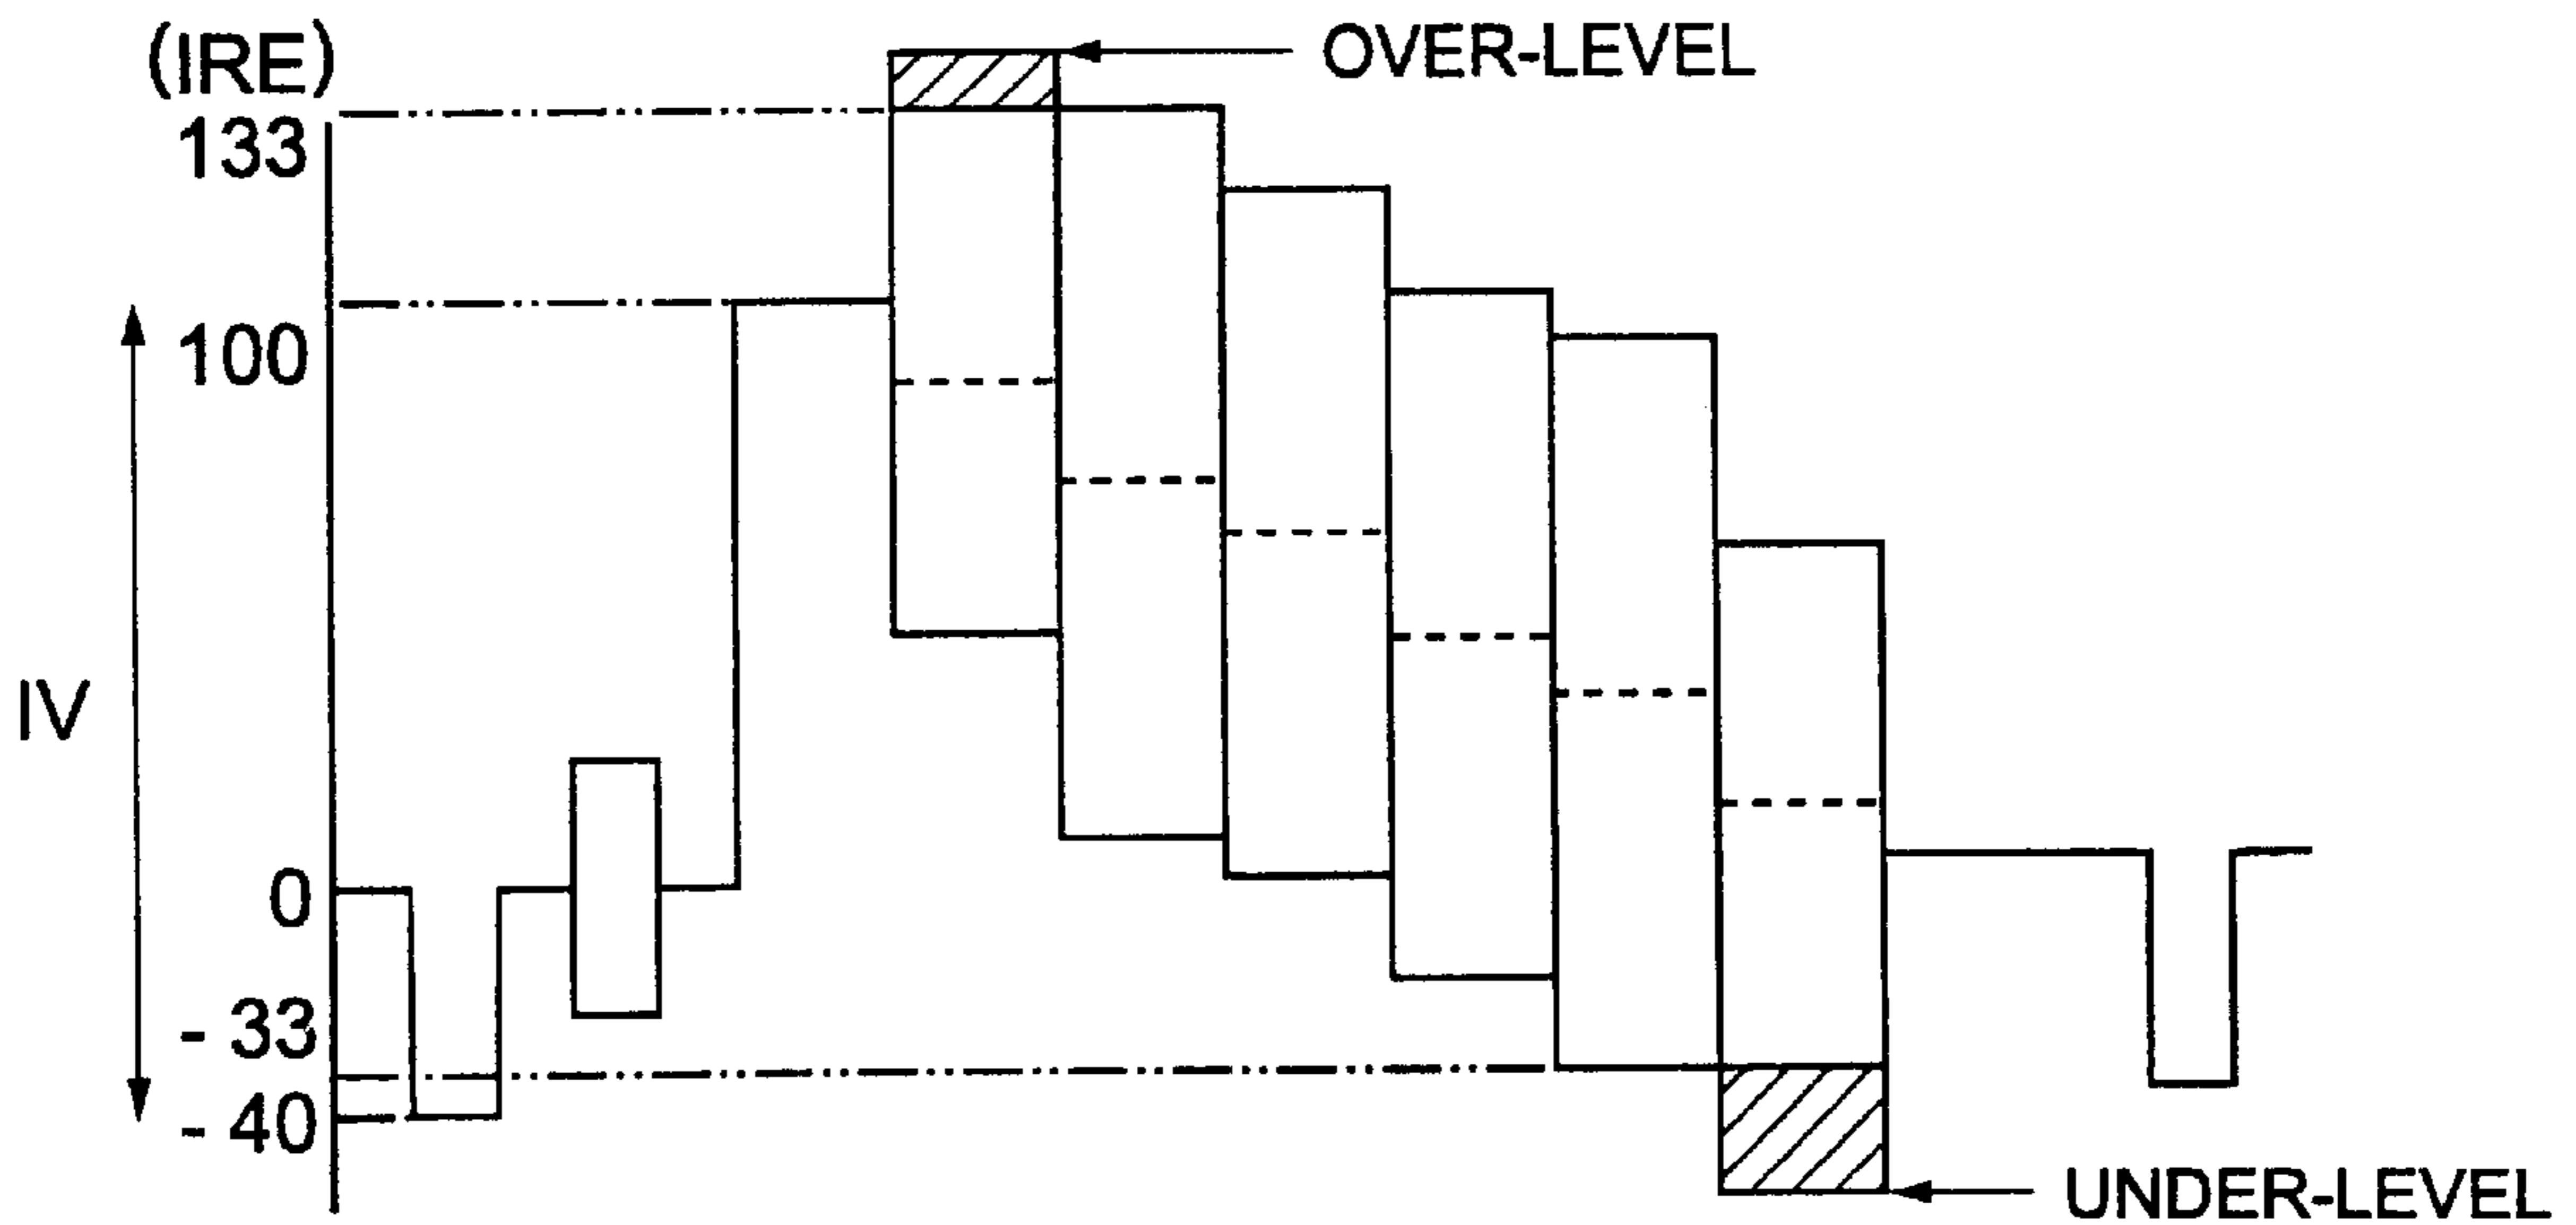 (IRE)
OVER-LEVEL
133
100
IV
0
- 33
- 40
UNDER-LEVEL